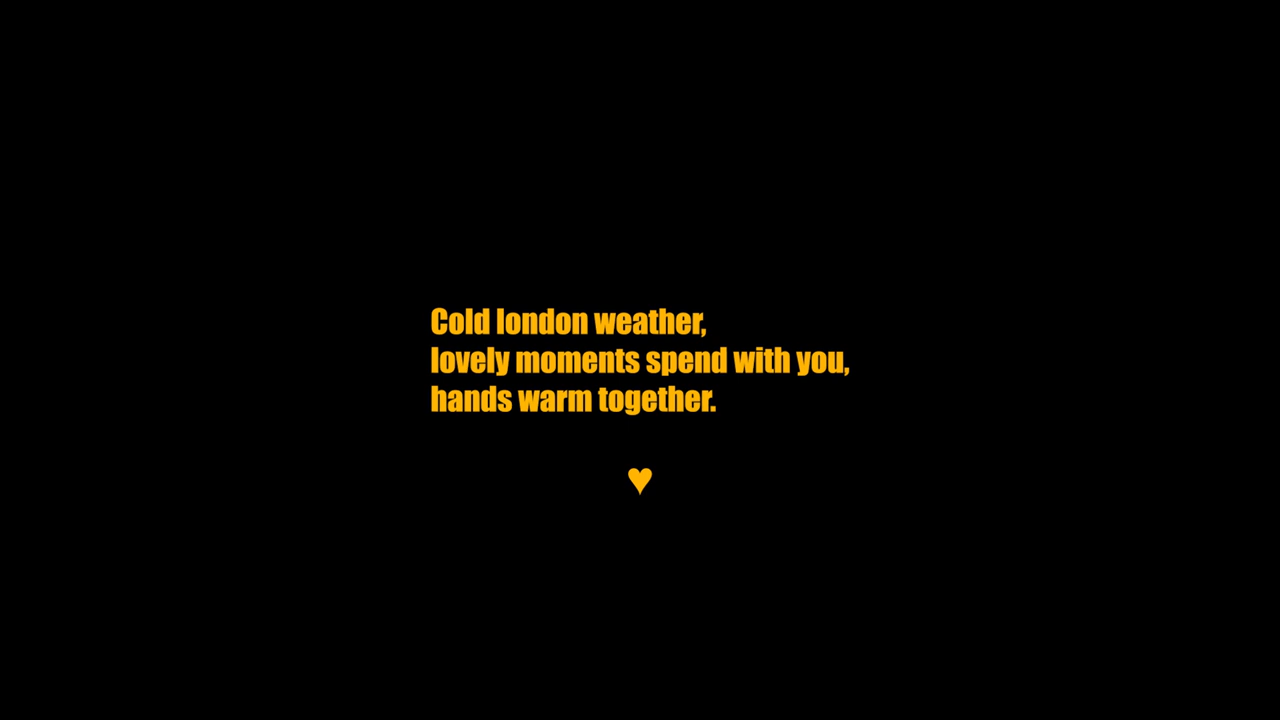 Cold london weather,
lovely moments spend with you,
hands warm together.
♥